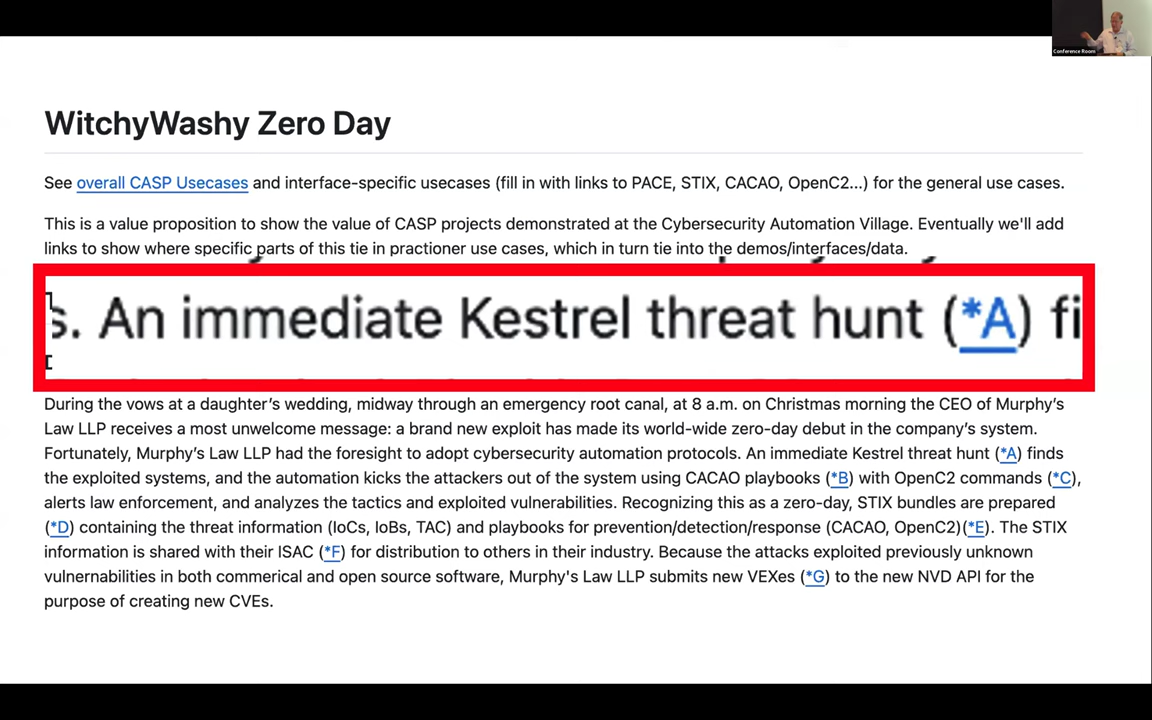 Conference Room
WitchyWashy Zero Day
See overall CASP Usecases and interface-specific usecases (fill in with links to PACE, STIX, CACAO, OpenC2...) for the general use cases.
This is a value proposition to show the value of CASP projects demonstrated at the Cybersecurity Automation Village. Eventually we'll add
links to show where specific parts of this tie in practioner use cases, which in turn tie into the demos/interfaces/data.
s. An immediate Kestrel threat hunt (*A) fi
During the vows at a daughter's wedding, midway through an emergency root canal, at 8 a.m. on Christmas morning the CEO of Murphy's
Law LLP receives a most unwelcome message: a brand new exploit has made its world-wide zero-day debut in the company's system.
Fortunately, Murphy's Law LLP had the foresight to adopt cybersecurity automation protocols. An immediate Kestrel threat hunt (*A) finds
the exploited systems, and the automation kicks the attackers out of the system using CACAO playbooks (*B) with OpenC2 commands (*C),
alerts law enforcement, and analyzes the tactics and exploited vulnerabilities. Recognizing this as a zero-day, STIX bundles are prepared
(*D) containing the threat information (IoCs, IoBs, TAC) and playbooks for prevention/detection/response (CACAO, OpenC2)(*E). The STIX
information is shared with their ISAC (*F) for distribution to others in their industry. Because the attacks exploited previously unknown
vulnernabilities in both commerical and open source software, Murphy's Law LLP submits new VEXes (*G) to the new NVD API for the
purpose of creating new CVEs.